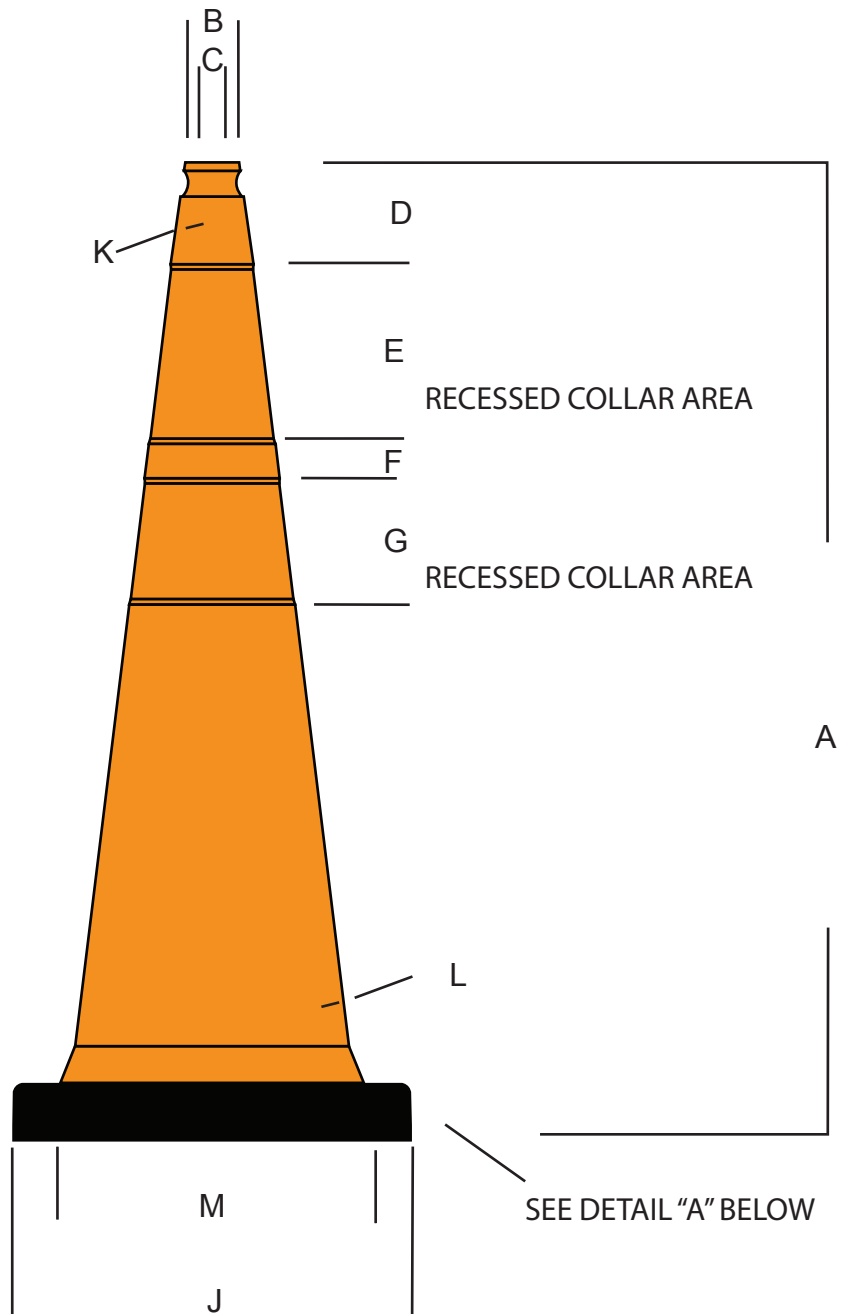 B
C
D
K
E
RECESSED COLLAR AREA
F
G
RECESSED COLLAR AREA
A
L
M
SEE DETAIL “A” BELOW
J